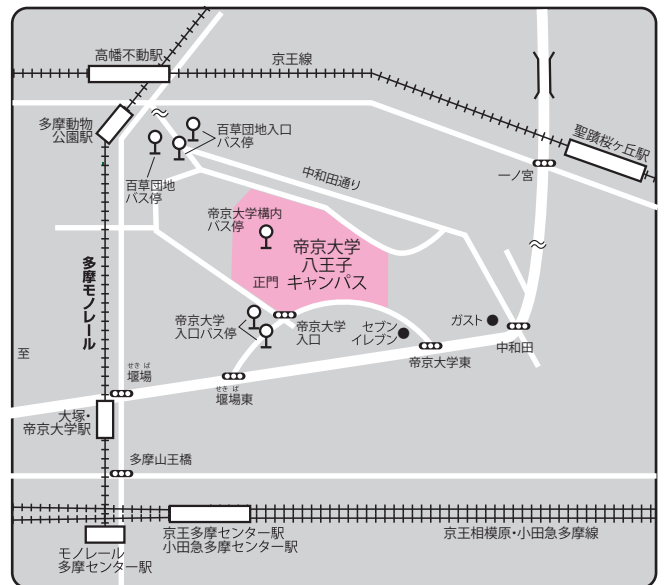 高幡不動駅
京王線
多摩動物
公園駅
百草団地入口
バス停
聖蹟桜ヶ丘駅
一ノ宮
百草団地
バス停
中和田通り
帝京大学構内
バス停
帝京大学
八王子
キャンパス
正門
多摩モノレール
帝京大学
入口バス停
帝京大学
入口
セブン
イレブン
ガスト
中和田
帝京大学東
至
せき ば
堰場
せき ば
堰場東
大塚・
帝京大学駅
多摩山王橋
京王多摩センター駅
小田急多摩センター駅
京王相模原・小田急多摩線
モノレール
多摩センター駅